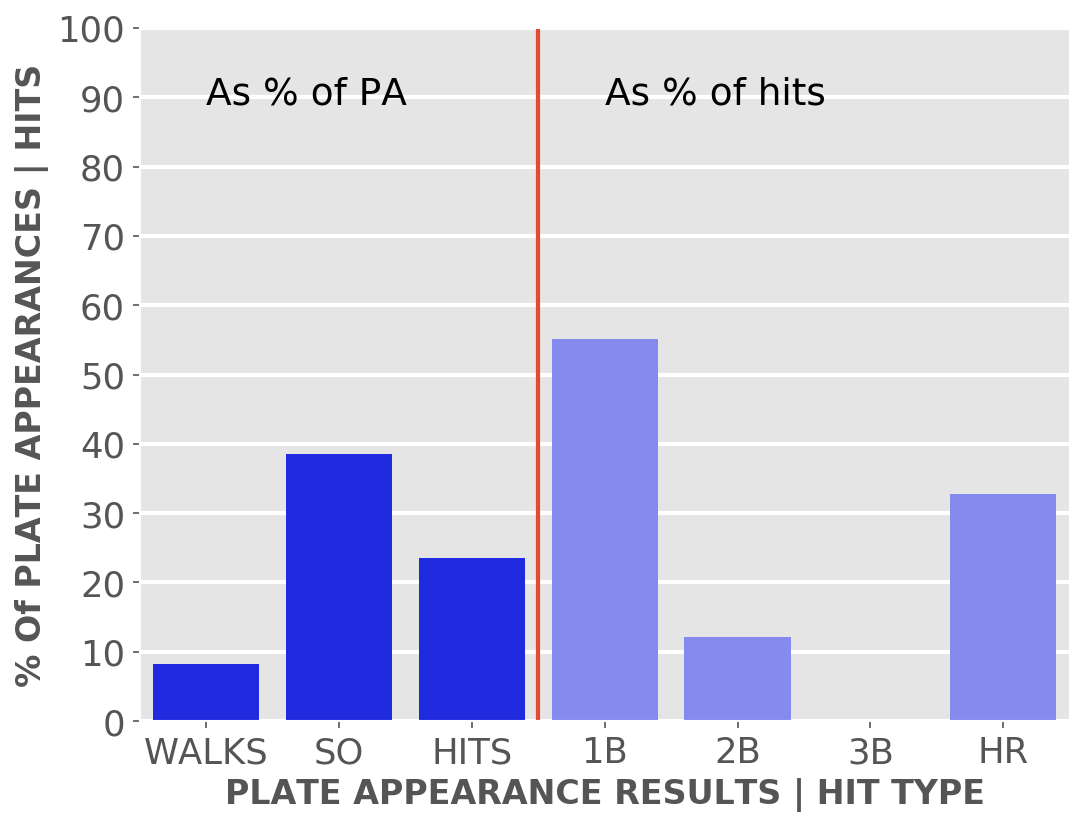 % Of PLATE APPEARANCES | HITS
100
90
80
70
60
50
40
30
20
10
0
As % of PA
As % of hits
WALKS SO HITS 1B 2B 3B HR
PLATE APPEARANCE RESULTS | HIT TYPE